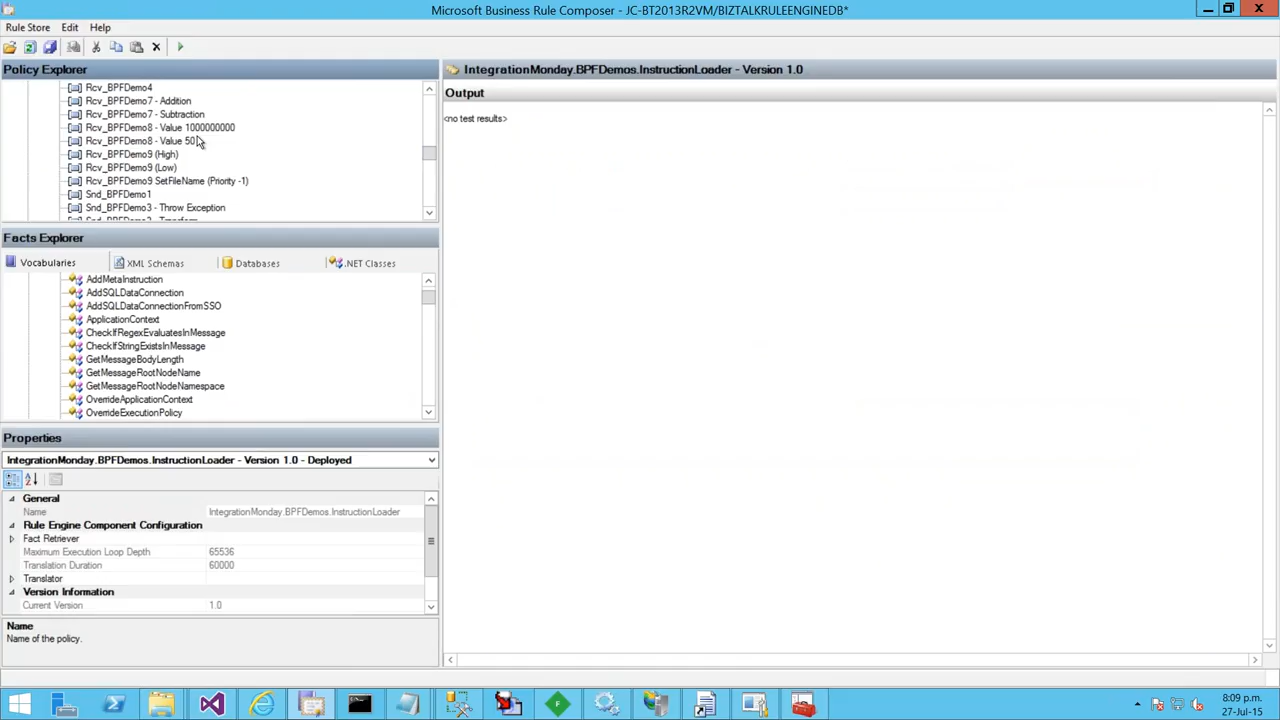 Microsoft Business Rule Composer - JC-BT2013R2VM/BIZTALKRULEENGINEDB*
Rule Store Edit Help
Policy Explorer
Rcv_BPFDemo4
Rcv_BPFDemo7 - Addition
Rcv_BPFDemo7 - Subtraction
Rcv_BPFDemo8 - Value 1000000000
Rcv_BPFDemo8 - Value 50
Rcv_BPFDemo9 (High)
Rcv_BPFDemo9 (Low)
Rcv_BPFDemo9 SetFileName (Priority -1)
Snd_BPFDemo1
Snd_BPFDemo3 - Throw Exception
Facts Explorer
Vocabularies XML Schemas Databases .NET Classes
AddMetaInstruction
AddSQLDataConnection
AddSQLDataConnectionFromSSO
ApplicationContext
CheckIfRegexEvaluatesInMessage
CheckIfStringExistsInMessage
GetMessageBodyLength
GetMessageRootNodeName
GetMessageRootNodeNamespace
OverrideApplicationContext
OverrideExecutionPolicy
Properties
IntegrationMonday.BPFDemos.InstructionLoader - Version 1.0 - Deployed
General
Name IntegrationMonday.BPFDemos.InstructionLoader
Rule Engine Component Configuration
Fact Retriever
Maximum Execution Loop Depth 65536
Translation Duration 60000
Translator
Version Information
Current Version 1.0
Name
Name of the policy.
IntegrationMonday.BPFDemos.InstructionLoader - Version 1.0
Output
<no test results>
8:09 p.m.
27-Jul-15